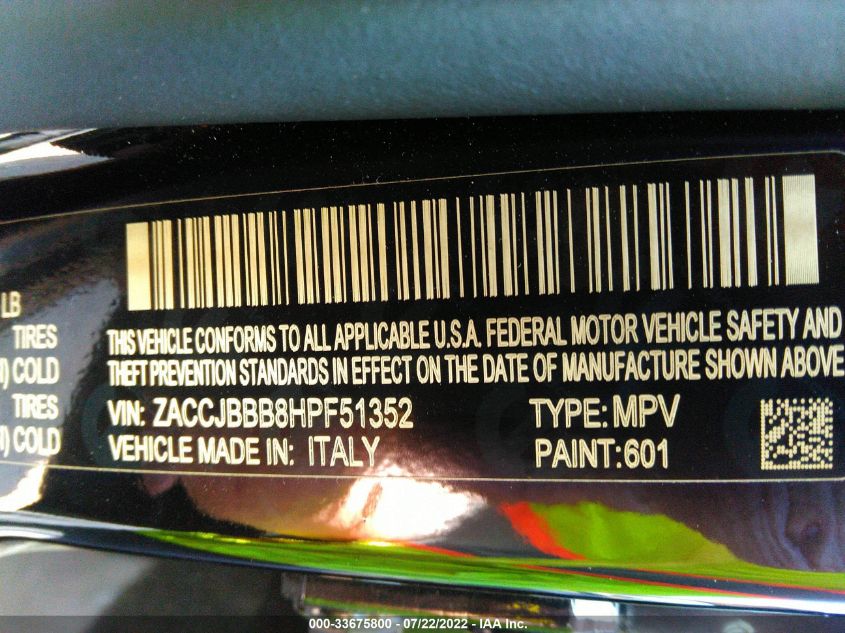 LB
TIRES
COLD
TIRES
COLD
THIS VEHICLE CONFORMS TO ALL APPLICABLE U.S.A. FEDERAL MOTOR VEHICLE SAFETY AND
THEFT PREVENTION STANDARDS IN EFFECT ON THE DATE OF MANUFACTURE SHOWN ABOVE
VIN: ZACCJBBB8HPF51352 TYPE: MPV
VEHICLE MADE IN: ITALY PAINT:601
000-33675800 - 07/22/2022 - IAA Inc.